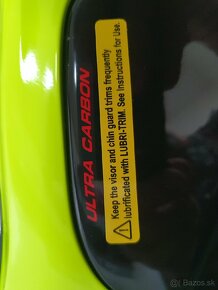 ULTRA CARBON
Keep the visor and chin guard trims frequently
lubrificated with LUBRI-TRIM. See Instructions for Use.
Bazos.sk